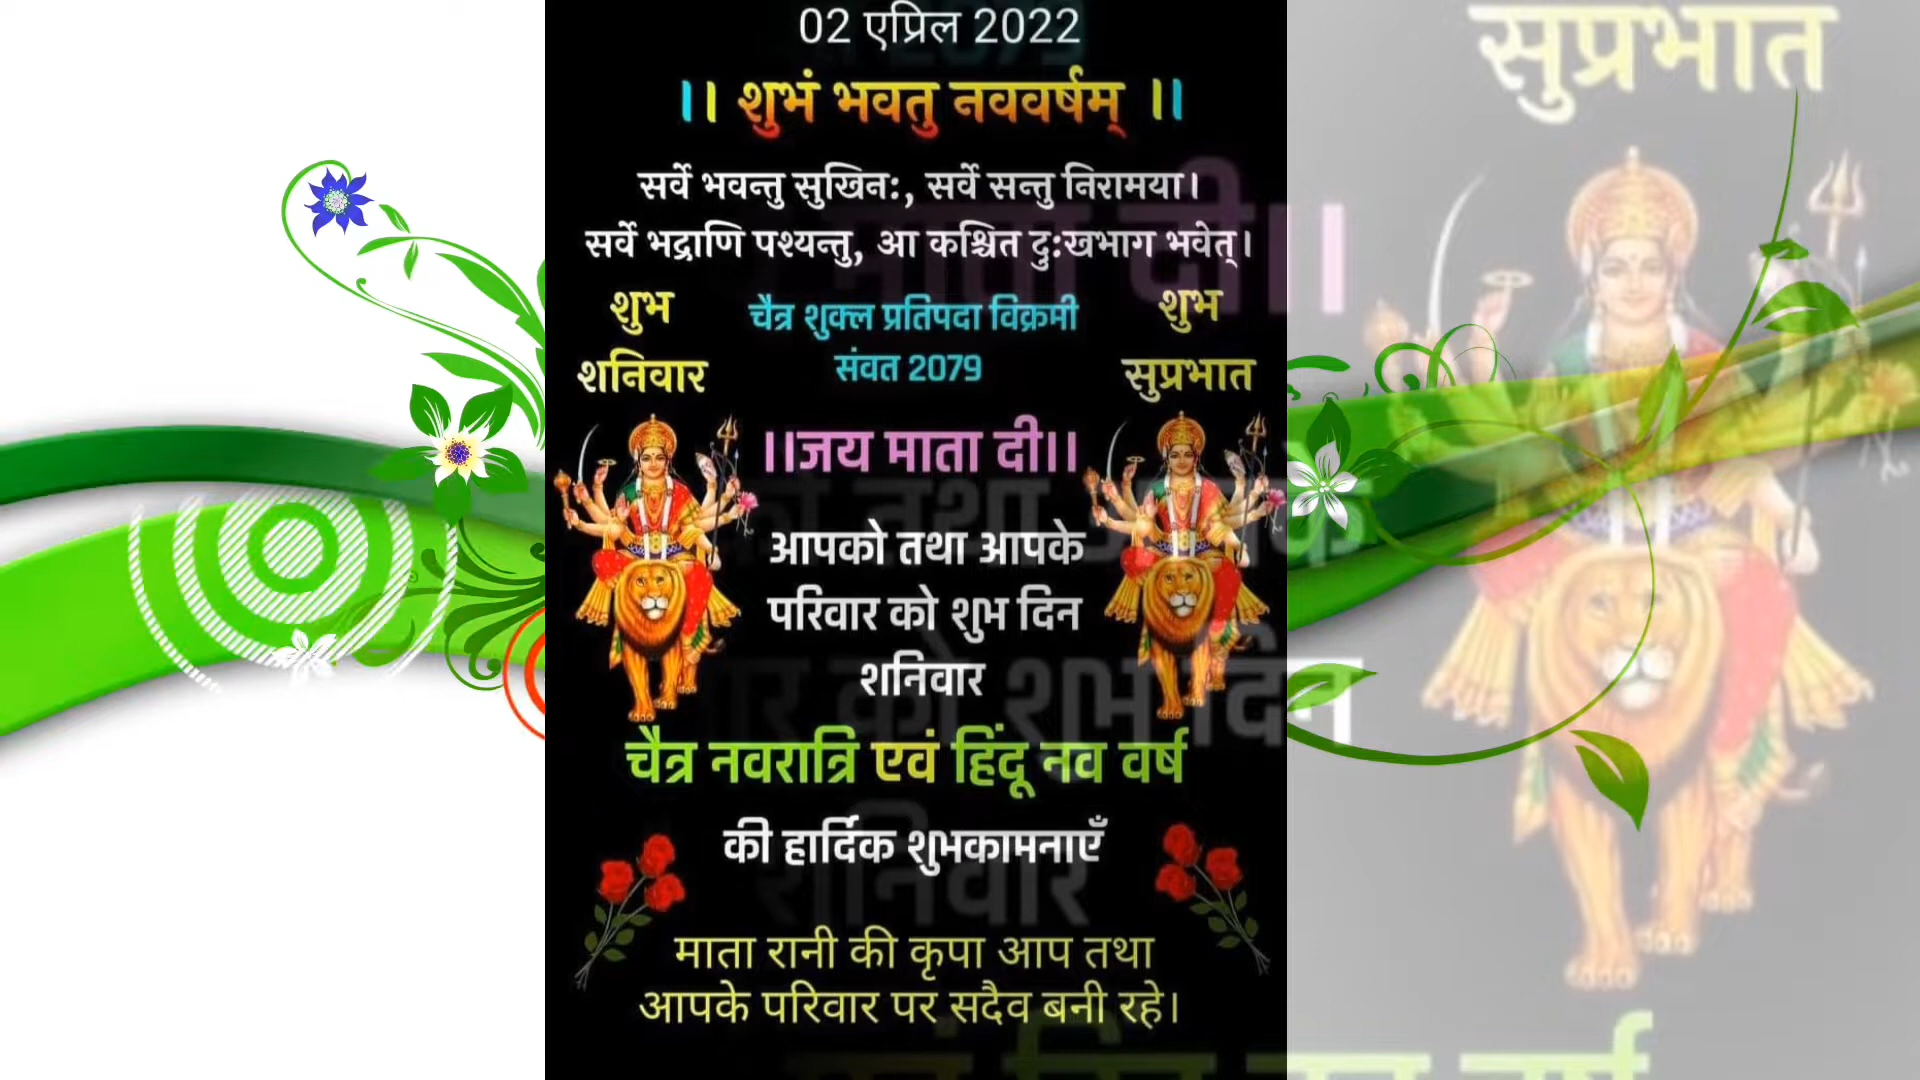 02 एप्रिल 2022
।। शुभं भवतु नववर्षम् ।।
सर्वे भवन्तु सुखिन:, सर्वे सन्तु निरामया।
सर्वे भद्राणि पश्यन्तु, आ कश्चित दु:खभाग भवेत्।
शुभ
शनिवार
चैत्र शुक्ल प्रतिपदा विक्रमी
संवत 2079
शुभ
सुप्रभात
।।जय माता दी।।
आपको तथा आपके
परिवार को शुभ दिन
शनिवार
चैत्र नवरात्रि एवं हिंदू नव वर्ष
की हार्दिक शुभकामनाएँ
माता रानी की कृपा आप तथा
आपके परिवार पर सदैव बनी रहे।
सुप्रभात